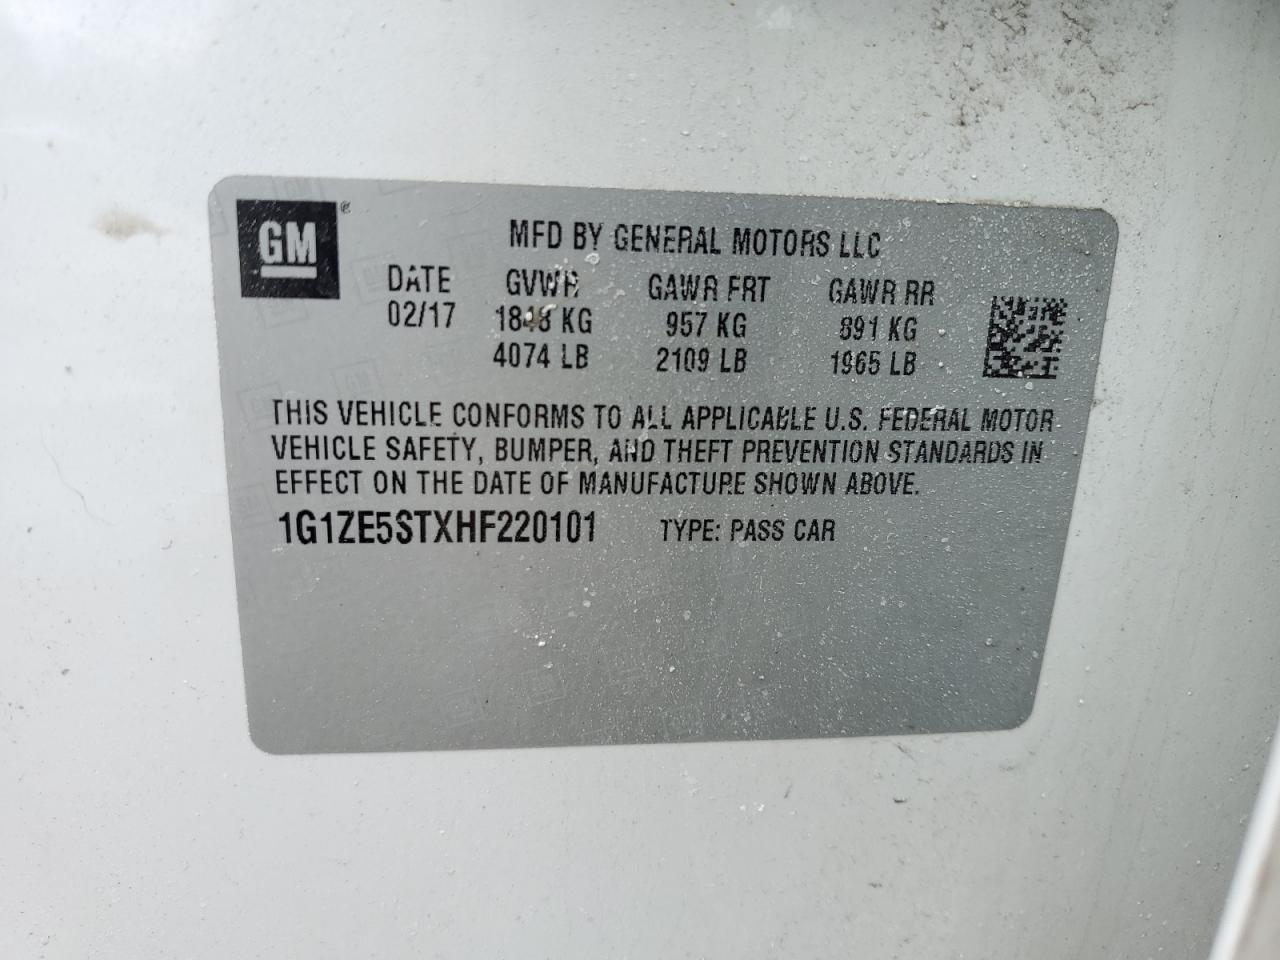 GM ®
MFD BY GENERAL MOTORS LLC
DATE GVWR GAWR FRT GAWR RR
02/17 1848 KG 957 KG 891 KG
4074 LB 2109 LB 1965 LB
THIS VEHICLE CONFORMS TO ALL APPLICABLE U.S. FEDERAL MOTOR
VEHICLE SAFETY, BUMPER, AND THEFT PREVENTION STANDARDS IN
EFFECT ON THE DATE OF MANUFACTURE SHOWN ABOVE.
1G1ZE5STXHF220101 TYPE: PASS CAR